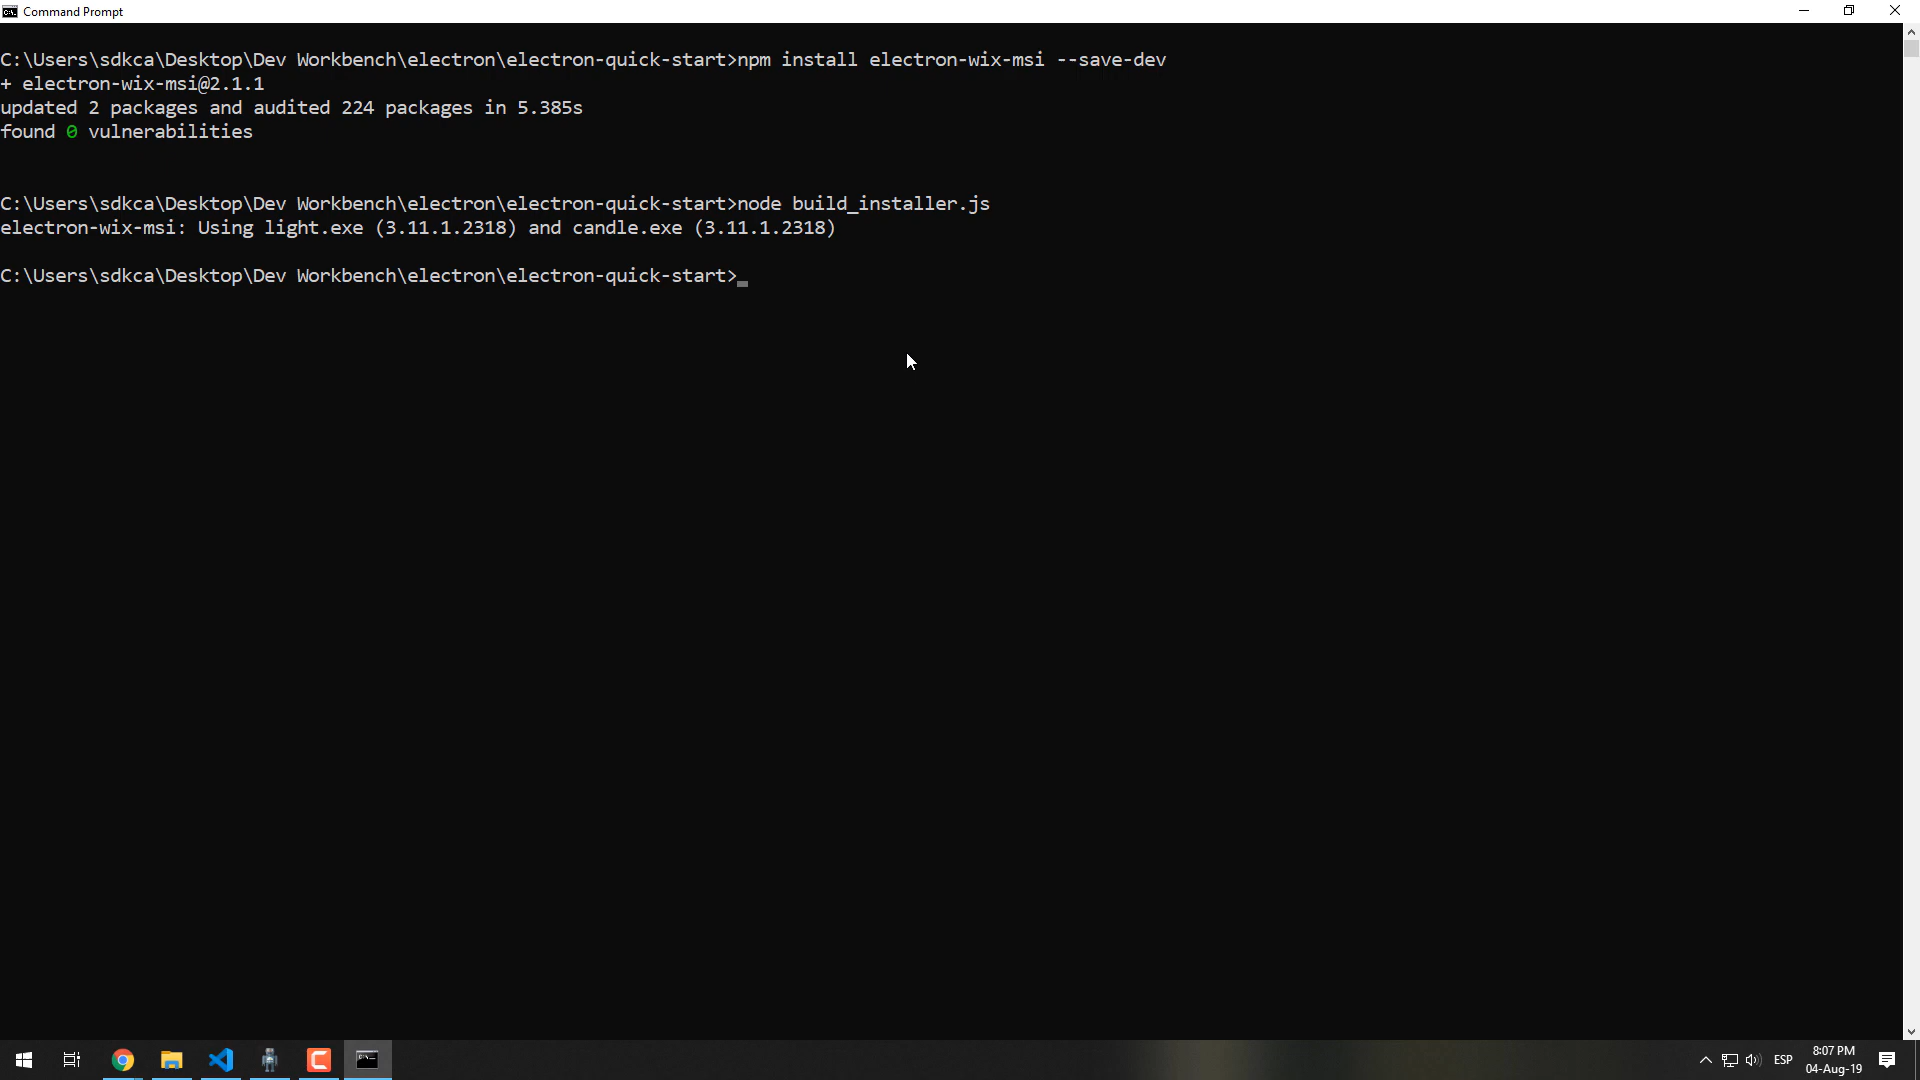 Command Prompt
C:\Users\sdkca\Desktop\Dev Workbench\electron\electron-quick-start>npm install electron-wix-msi --save-dev
+ electron-wix-msi@2.1.1
updated 2 packages and audited 224 packages in 5.385s
found 0 vulnerabilities
C:\Users\sdkca\Desktop\Dev Workbench\electron\electron-quick-start>node build_installer.js
electron-wix-msi: Using light.exe (3.11.1.2318) and candle.exe (3.11.1.2318)
C:\Users\sdkca\Desktop\Dev Workbench\electron\electron-quick-start>
ESP
8:07 PM
04-Aug-19